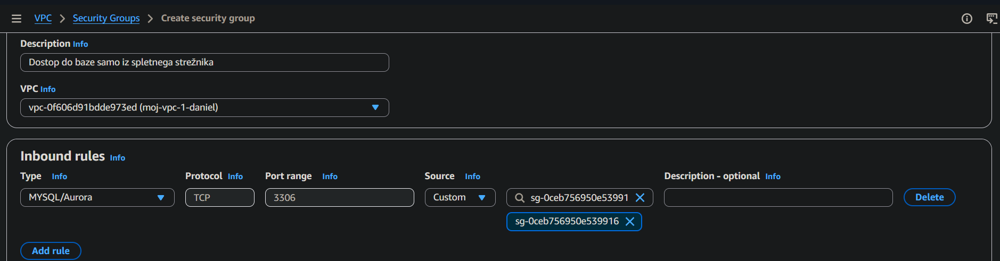 VPC > Security Groups > Create security group
Description Info
Dostop do baze samo iz spletnega strežnika
VPC Info
vpc-0f606d91bdde973ed (moj-vpc-1-daniel)
Inbound rules Info
Type Info Protocol Info Port range Info Source Info Description - optional Info
MYSQL/Aurora TCP 3306 Custom sg-0ceb756950e53991 Delete
sg-0ceb756950e539916
Add rule